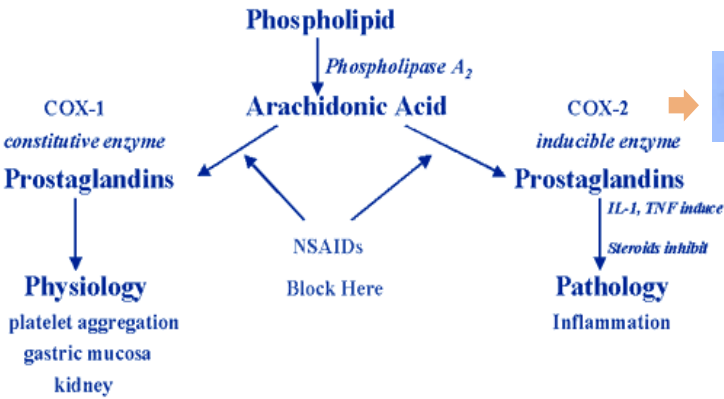 Phospholipid
Phospholipase A2
Arachidonic Acid
COX-1
constitutive enzyme
Prostaglandins
COX-2
inducible enzyme
Prostaglandins
IL-1, TNF induce
Steroids inhibit
NSAIDs
Block Here
Physiology
platelet aggregation
gastric mucosa
kidney
Pathology
Inflammation